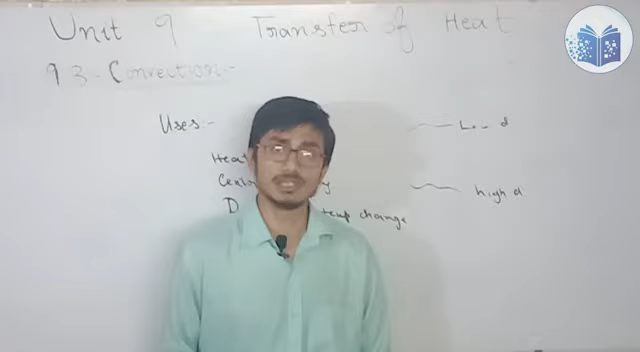 Unit 9 Transfer of Heat
9.3 - Convection:-
Uses:-
Low d
high d
temp change